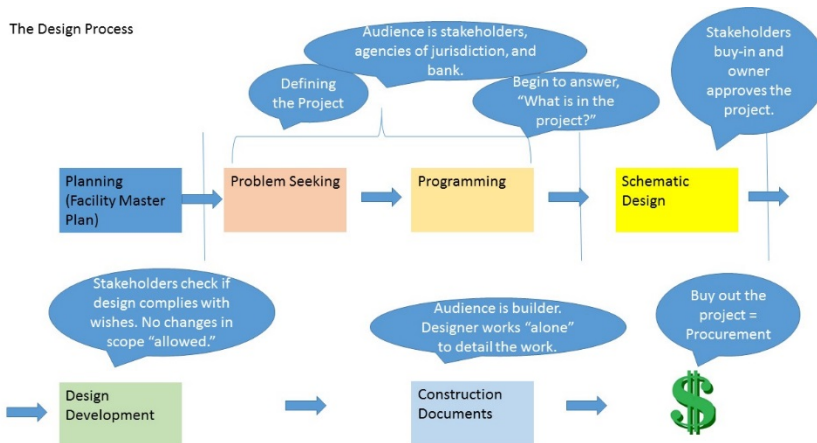 The Design Process
Audience is stakeholders,
agencies of jurisdiction, and
bank.
Stakeholders
buy-in and
owner
approves the
project.
Defining
the Project
Begin to answer,
“What is in the
project?”
Planning
(Facility Master
Plan)
Problem Seeking
Programming
Schematic
Design
Stakeholders check if
design complies with
wishes. No changes in
scope “allowed.”
Audience is builder.
Designer works “alone”
to detail the work.
Buy out the
project =
Procurement
Design
Development
Construction
Documents
$